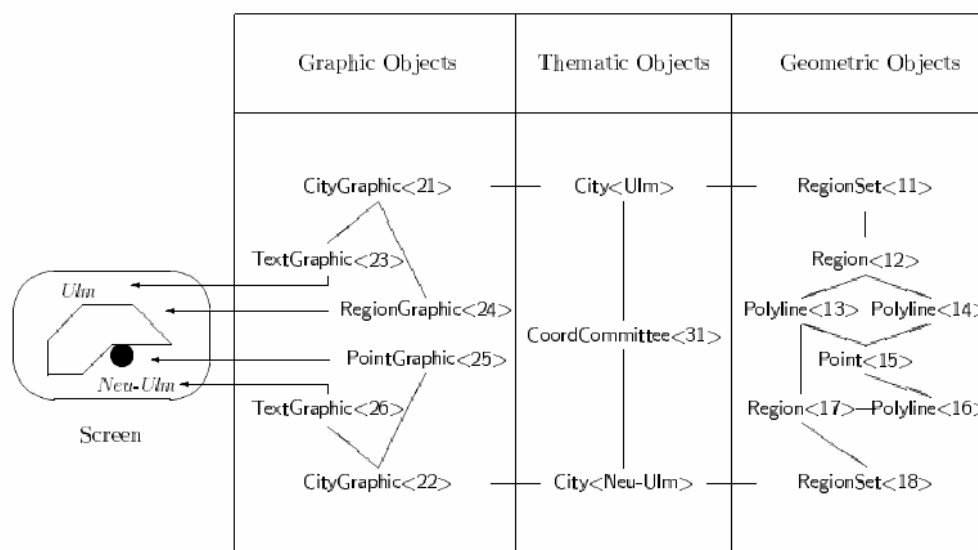 Graphic Objects
Thematic Objects
Geometric Objects
CityGraphic<21>
City<Ulm>
RegionSet<11>
TextGraphic<23>
Region<12>
Ulm
RegionGraphic<24>
Polyline<13>
Polyline<14>
CoordCommittee<31>
PointGraphic<25>
Point<15>
Neu-Ulm
TextGraphic<26>
Region<17>
Polyline<16>
Screen
CityGraphic<22>
City<Neu-Ulm>
RegionSet<18>